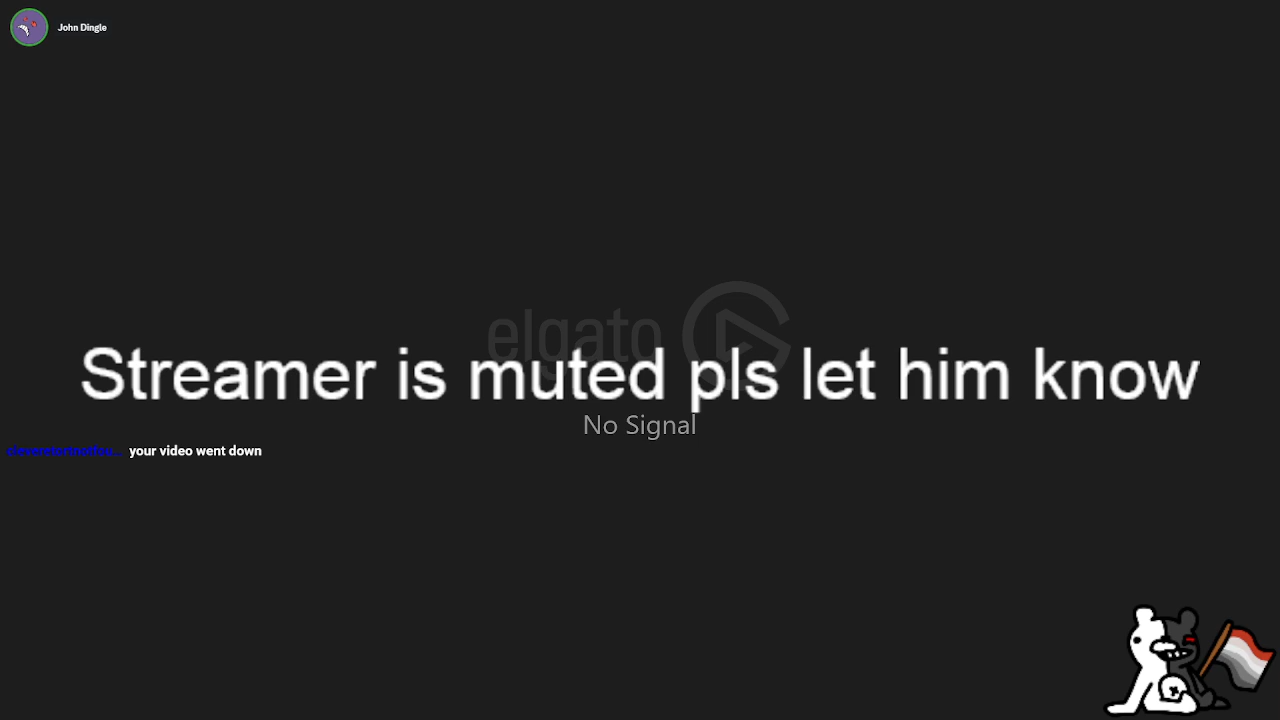 John Dingle
elgato
Streamer is muted pls let him know
No Signal
your video went down